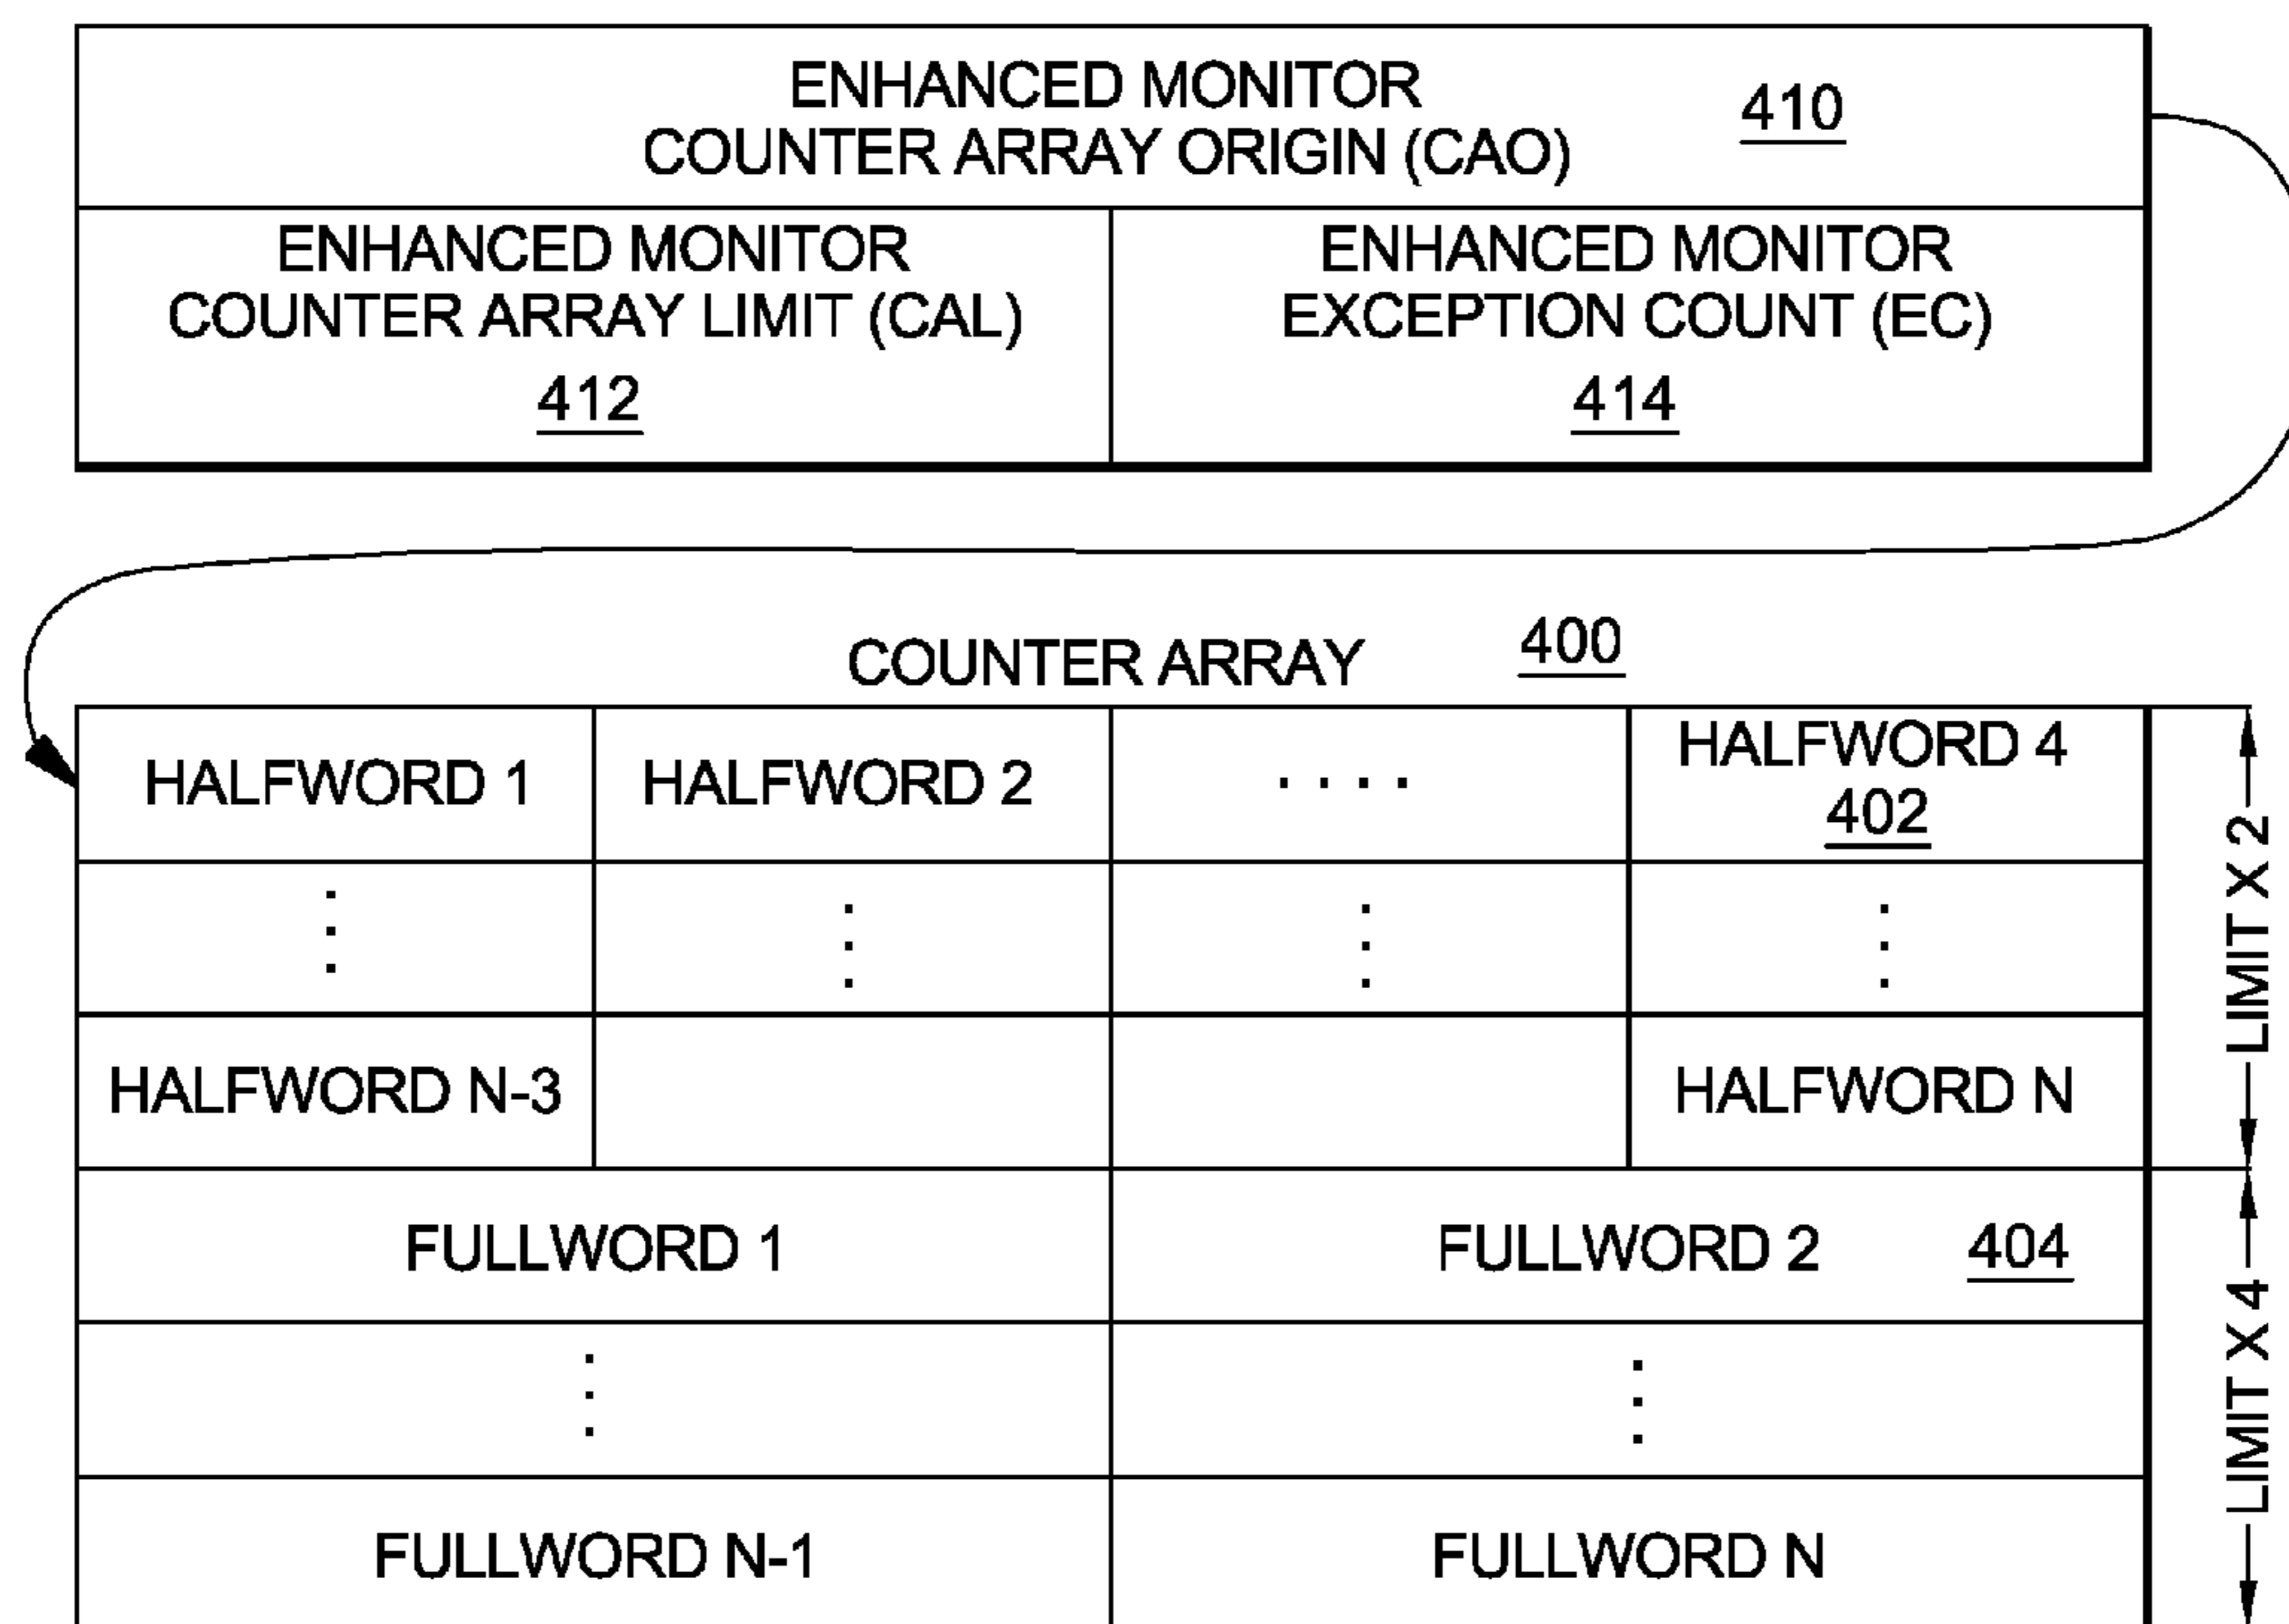 ENHANCED MONITOR
COUNTER ARRAY ORIGIN (CAO)
410
ENHANCED MONITOR
COUNTER ARRAY LIMIT (CAL)
412
ENHANCED MONITOR
EXCEPTION COUNT (EC)
414
COUNTER ARRAY 400
HALFWORD 1
HALFWORD 2
. . . .
HALFWORD 4
402
HALFWORD N-3
HALFWORD N
LIMIT X 2
FULLWORD 1
FULLWORD 2 404
FULLWORD N-1
FULLWORD N
LIMIT X 4